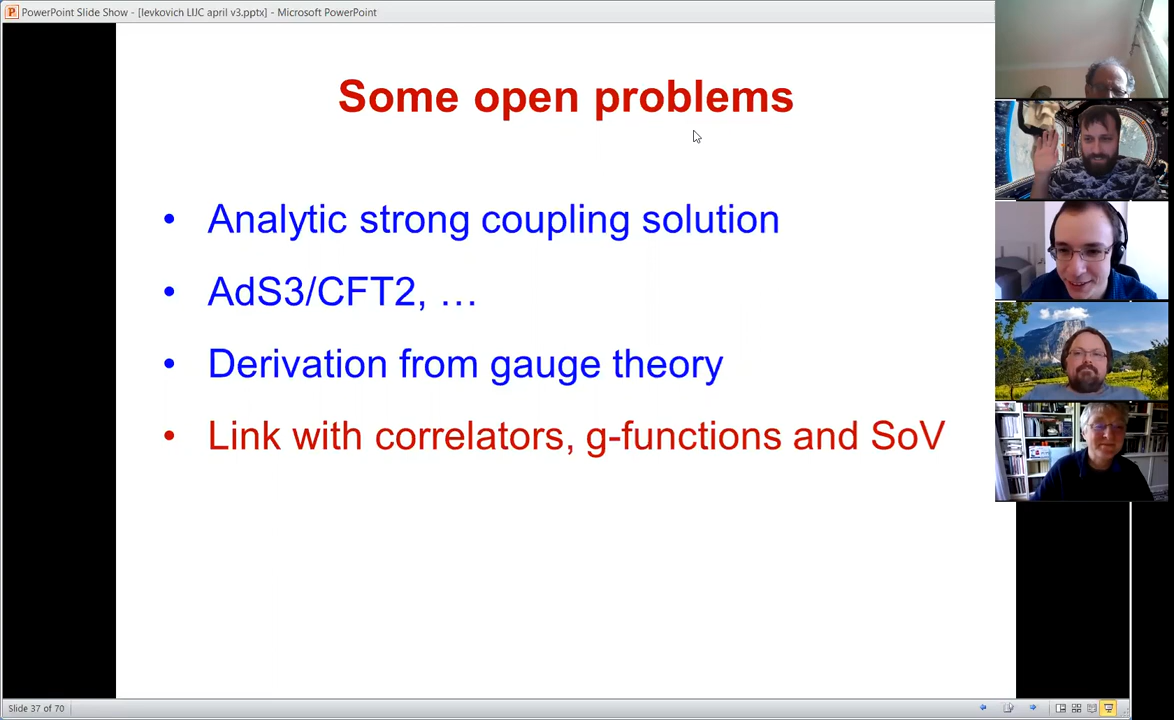 PowerPoint Slide Show - [levkovich LIJC april v3.pptx] - Microsoft PowerPoint
Some open problems
• Analytic strong coupling solution
• AdS3/CFT2, …
• Derivation from gauge theory
• Link with correlators, g-functions and SoV
Slide 37 of 70